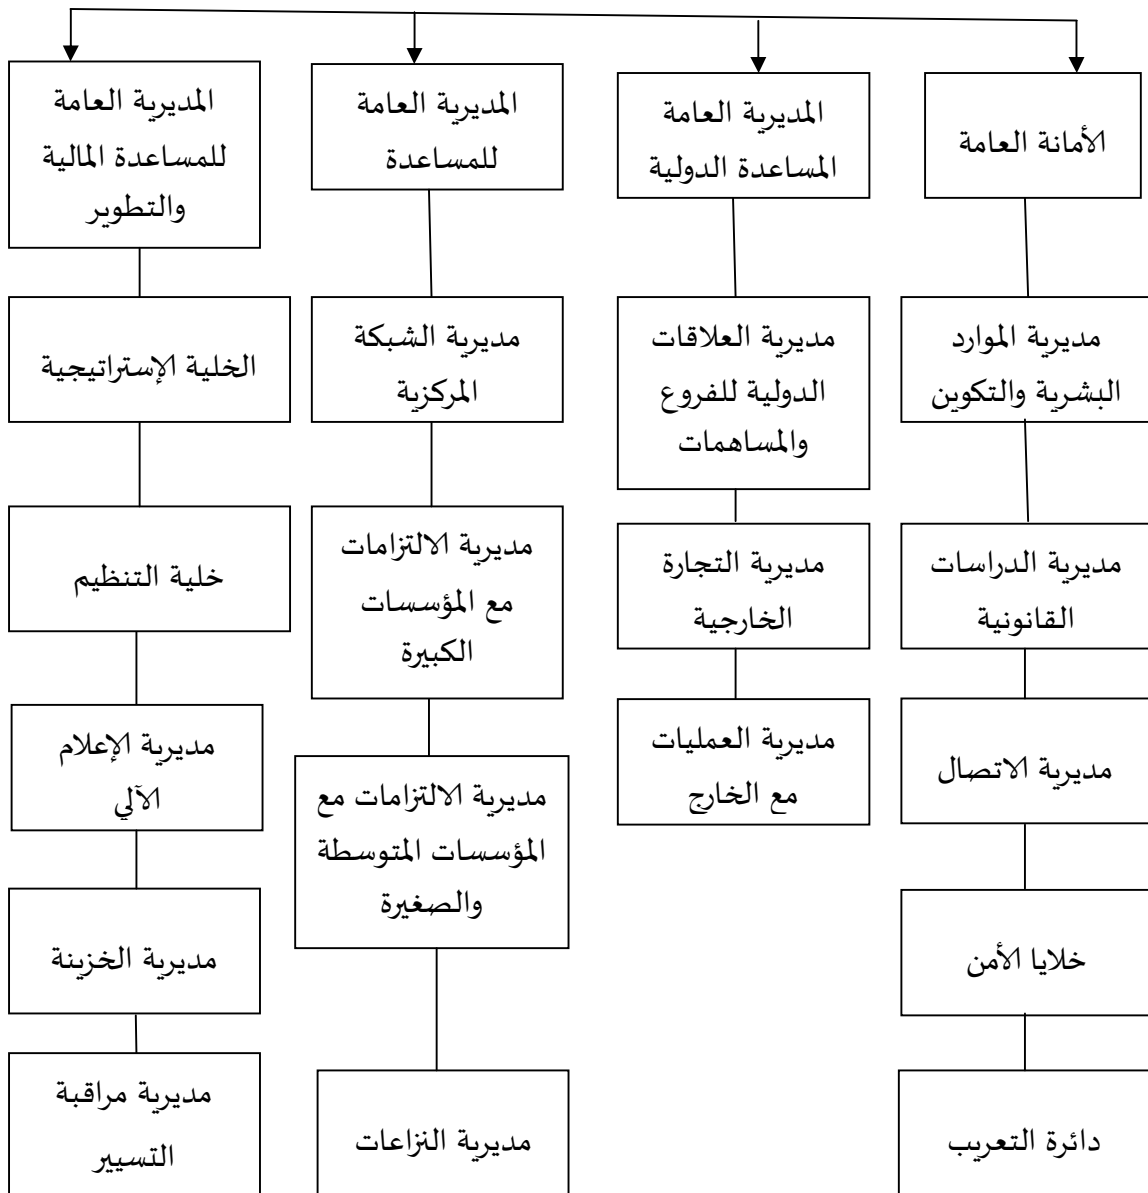 الأمانة العامة
مديرية الموارد
البشرية والتكوين
مديرية الدراسات
القانونية
مديرية الاتصال
خلايا الأمن
دائرة التعريب
المديرية العامة
المساعدة الدولية
مديرية العلاقات
الدولية للفروع
والمساهمات
مديرية التجارة
الخارجية
مديرية العمليات
مع الخارج
المديرية العامة
للمساعدة
مديرية الشبكة
المركزية
مديرية الالتزامات
مع المؤسسات
الكبيرة
مديرية الالتزامات مع
المؤسسات المتوسطة
والصغيرة
مديرية النزاعات
المديرية العامة
للمساعدة المالية
والتطوير
الخلية الإستراتيجية
خلية التنظيم
مديرية الإعلام
الآلي
مديرية الخزينة
مديرية مراقبة
التسيير